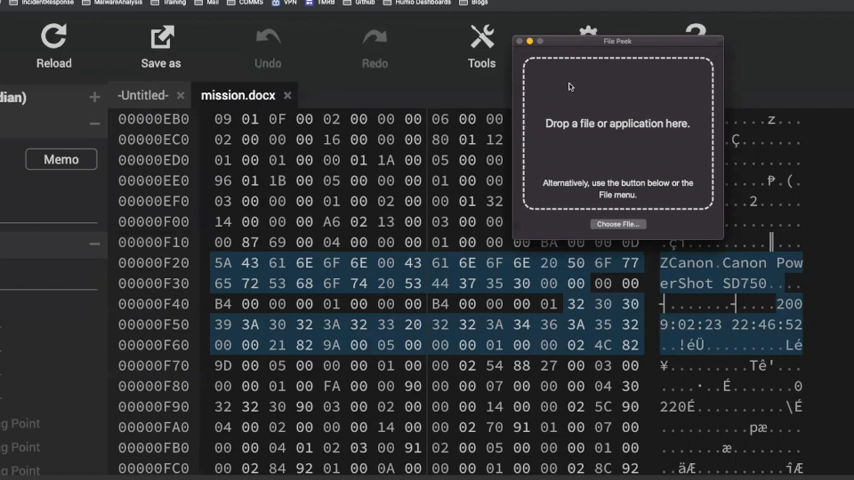 IncidentResponse MalwareAnalysis Training Mail COMMS VPN TMRB Github Humio Dashboards Blogs
File Peek
Reload Save as Undo Redo Tools
Drop a file or application here.
Alternatively, use the button below or the
File menu.
Choose File...
dian)
-Untitled- mission.docx
Memo
ng Point
ng Point
ng Point
00000EB0 09 01 0F 00 02 00 00 00 06 00 00 .....z...
00000EC0 02 00 00 00 16 00 00 00 80 01 12 .Ç....
00000ED0 01 00 01 00 00 01 1A 00 05 00 00
00000EE0 96 01 1B 00 05 00 00 00 01 00 00 .₧.(.
00000EF0 03 00 00 00 01 00 02 00 00 01 32 ...2....
00000F00 14 00 00 00 A6 02 13 00 03 00 00
00000F10 00 87 69 00 04 00 00 00 01 00 00 00 BA 00 00 0D .çi.........║...
00000F20 5A 43 61 6E 6F 6E 00 43 61 6E 6F 6E 20 50 6F 77 ZCanon.Canon Pow
00000F30 65 72 53 68 6F 74 20 53 44 37 35 30 00 00 00 00 erShot SD750....
00000F40 B4 00 00 00 01 00 00 00 B4 00 00 00 01 32 30 30 ┤.......┤....200
00000F50 39 3A 30 32 3A 32 33 20 32 32 3A 34 36 3A 35 32 9:02:23 22:46:52
00000F60 00 00 21 82 9A 00 05 00 00 00 01 00 00 02 4C 82 ..!éÜ.........Lé
00000F70 9D 00 05 00 00 00 01 00 00 02 54 88 27 00 03 00 ¥.........Tê'...
00000F80 00 00 01 00 FA 00 00 90 00 00 07 00 00 00 04 30 ....·..É.......0
00000F90 32 32 30 90 03 00 02 00 00 00 14 00 00 02 5C 90 220É..........\É
00000FA0 04 00 02 00 00 00 14 00 00 02 70 91 01 00 07 00 ..........pæ....
00000FB0 00 00 04 01 02 03 00 91 02 00 05 00 00 00 01 00 .......æ........
00000FC0 00 02 84 92 01 00 0A 00 00 00 01 00 00 02 8C 92 ..äÆ..........îÆ